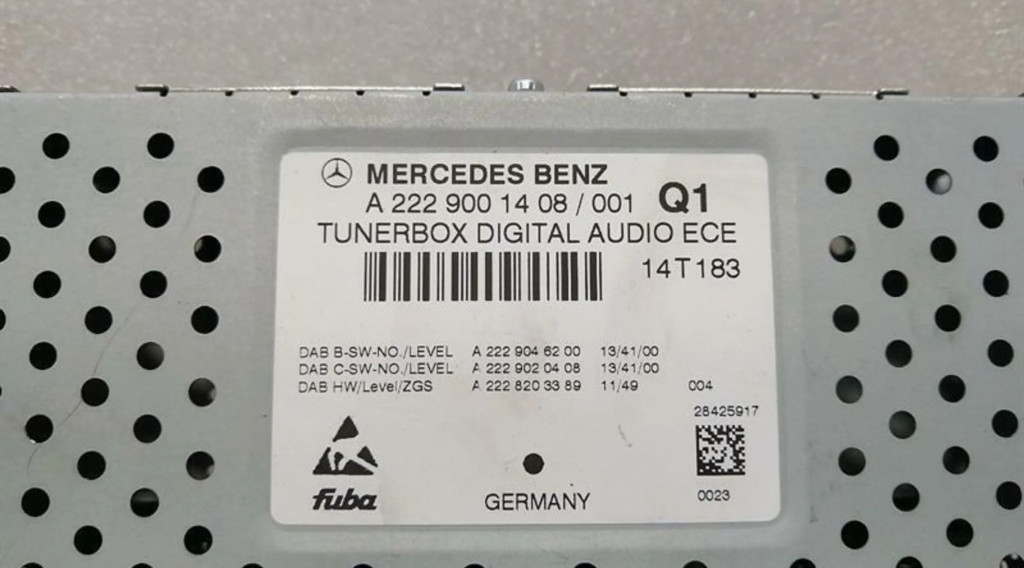 MERCEDES BENZ
A 222 900 14 08 / 001 Q1
TUNERBOX DIGITAL AUDIO ECE
14T183
DAB B-SW-NO./LEVEL A 222 904 62 00 13/41/00
DAB C-SW-NO./LEVEL A 222 902 04 08 13/41/00
DAB HW/Level/ZGS A 222 820 33 89 11/49 004
28425917
fuba
GERMANY
0023